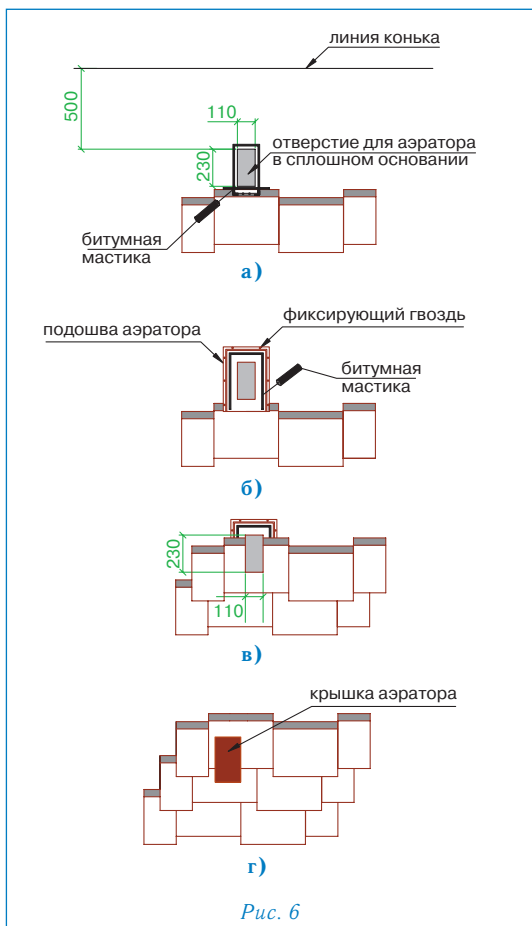 линия конька
500
110
230
отверстие для аэратора
в сплошном основании
битумная
мастика
а)
подошва аэратора
фиксирующий гвоздь
битумная
мастика
б)
230
110
в)
крышка аэратора
г)
Рис. 6